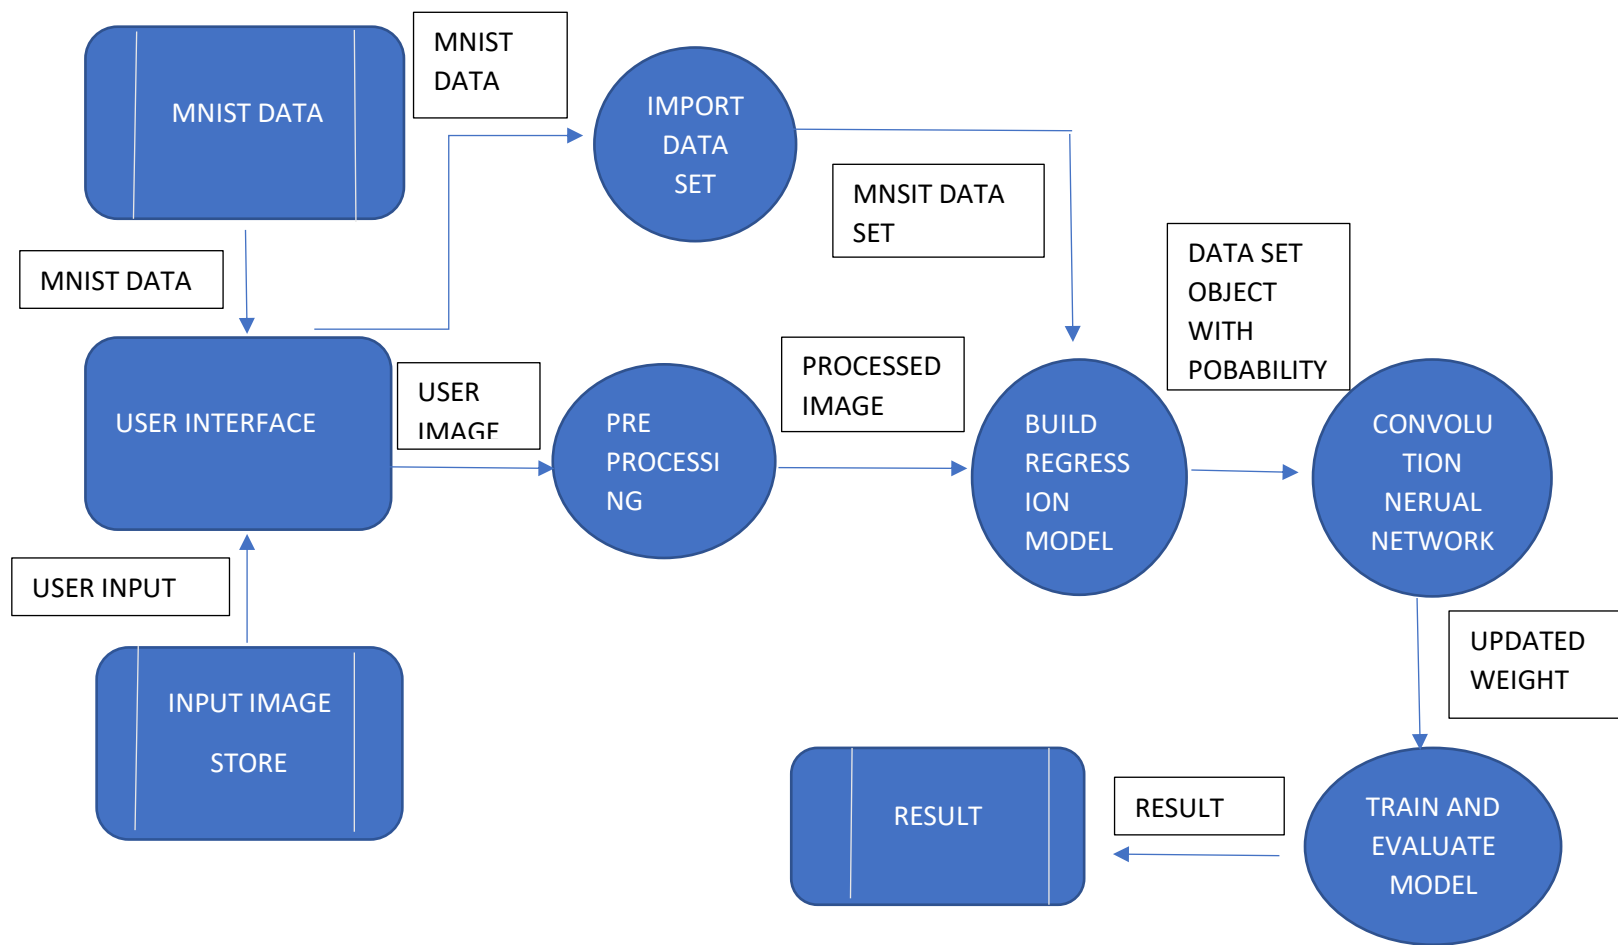 MNIST DATA
MNIST
DATA
IMPORT
DATA
SET
MNIST DATA
MNSIT DATA
SET
DATA SET
OBJECT
WITH
POBABILITY
USER INTERFACE
USER
IMAGE
PRE
PROCESSI
NG
PROCESSED
IMAGE
BUILD
REGRESS
ION
MODEL
CONVOLU
TION
NERUAL
NETWORK
USER INPUT
INPUT IMAGE
STORE
UPDATED
WEIGHT
TRAIN AND
EVALUATE
MODEL
RESULT
RESULT